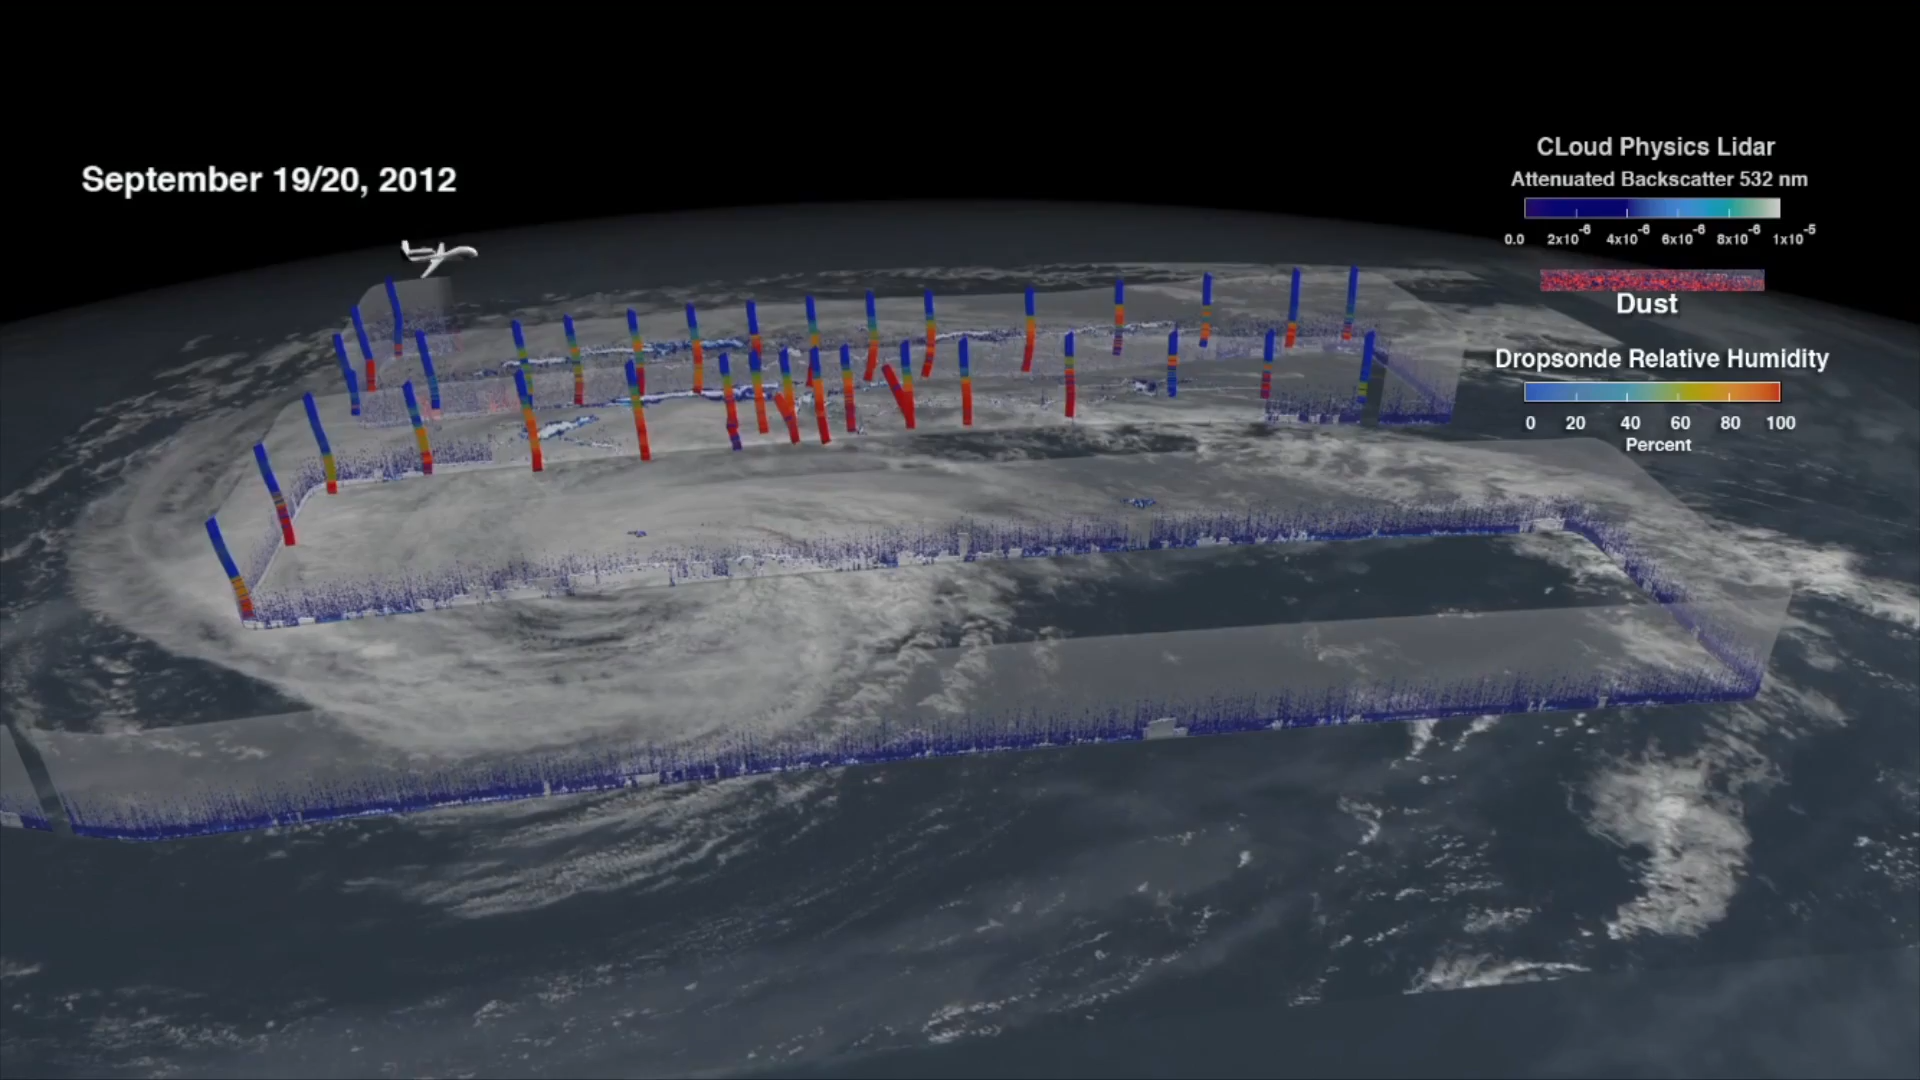 September 19/20, 2012
CLoud Physics Lidar
Attenuated Backscatter 532 nm
0.0 2x10-6 4x10-6 6x10-6 8x10-6 1x10-5
Dust
Dropsonde Relative Humidity
0 20 40 60 80 100
Percent